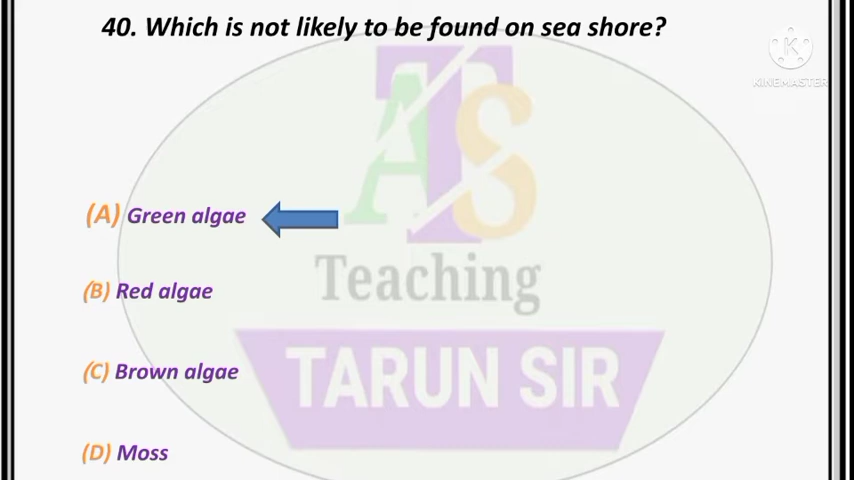 40. Which is not likely to be found on sea shore?
KINEMASTER
ATS
(A) Green algae
(B) Red algae
Teaching
(C) Brown algae
TARUN SIR
(D) Moss